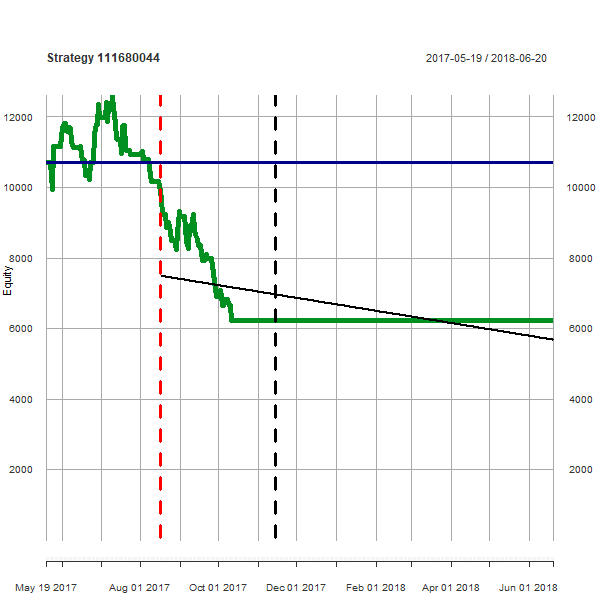 Strategy 111680044
2017-05-19 / 2018-06-20
12000
12000
10000
10000
8000
8000
Equity
6000
6000
4000
4000
2000
2000
May 19 2017
Aug 01 2017
Oct 01 2017
Dec 01 2017
Feb 01 2018
Apr 01 2018
Jun 01 2018